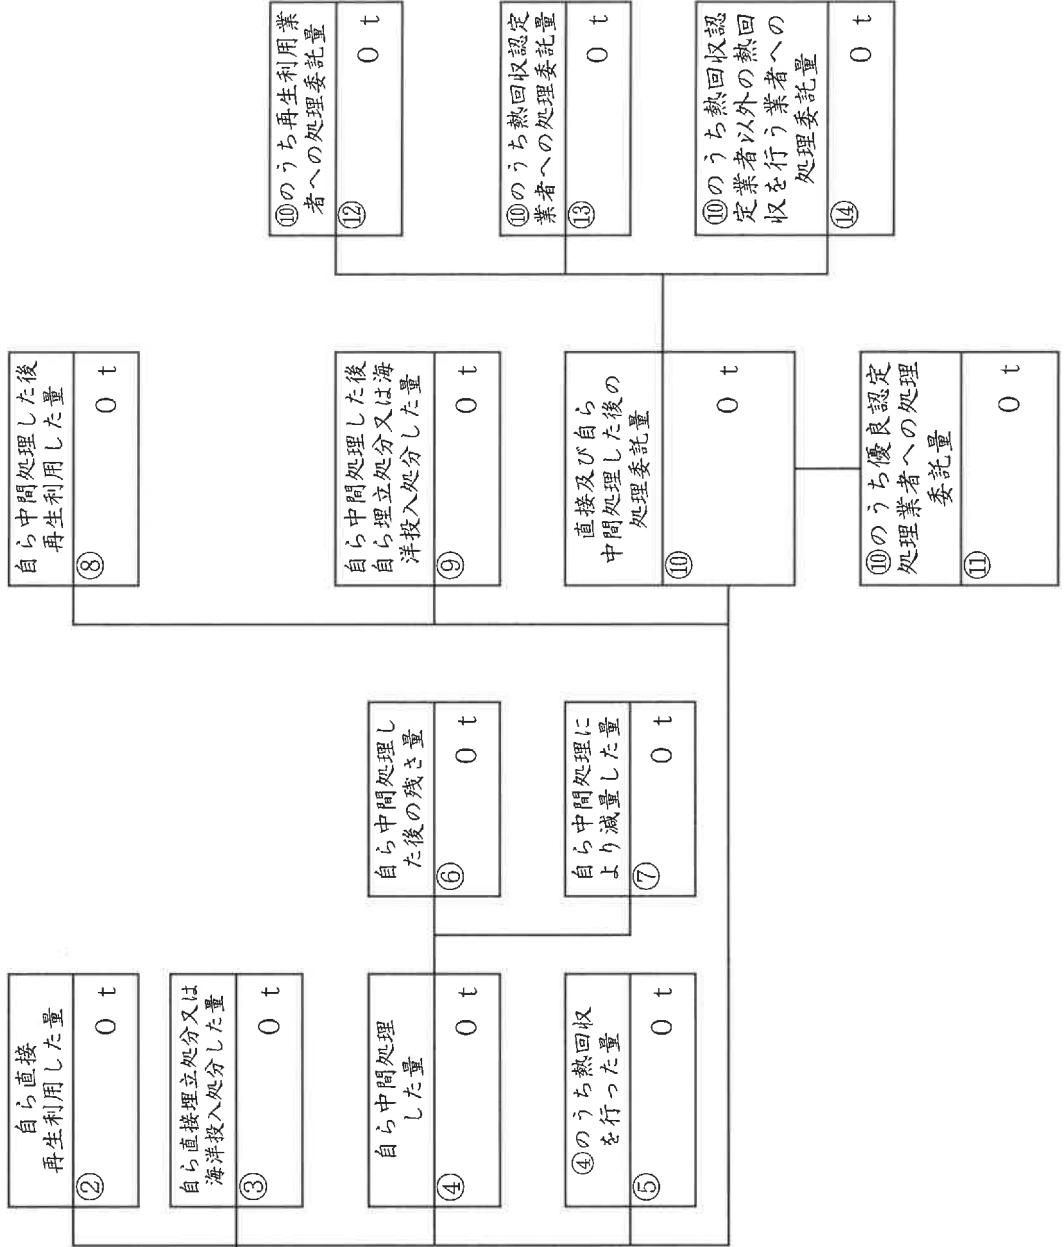 自ら直接
再生利用した量
②
0 t
自ら直接埋立処分又は
海洋投入処分した量
③
0 t
自ら中間処理
した量
④
0 t
④のうち熱回収
を行った量
⑤
0 t
自ら中間処理し
た後の残さ量
⑥
0 t
自ら中間処理に
より減量した量
⑦
0 t
自ら中間処理した後
再生利用した量
⑧
0 t
自ら中間処理した後
自ら埋立処分又は海
洋投入処分した量
⑨
0 t
直接及び自ら
中間処理した後の
処理委託量
⑩
0 t
⑩のうち優良認定
処理業者への処理
委託量
⑪
0 t
⑩のうち再生利用業
者への処理委託量
⑫
0 t
⑩のうち熱回収認定
業者への処理委託量
⑬
0 t
⑩のうち熱回収認
定業者以外の熱回
収を行う業者への
処理委託量
⑭
0 t